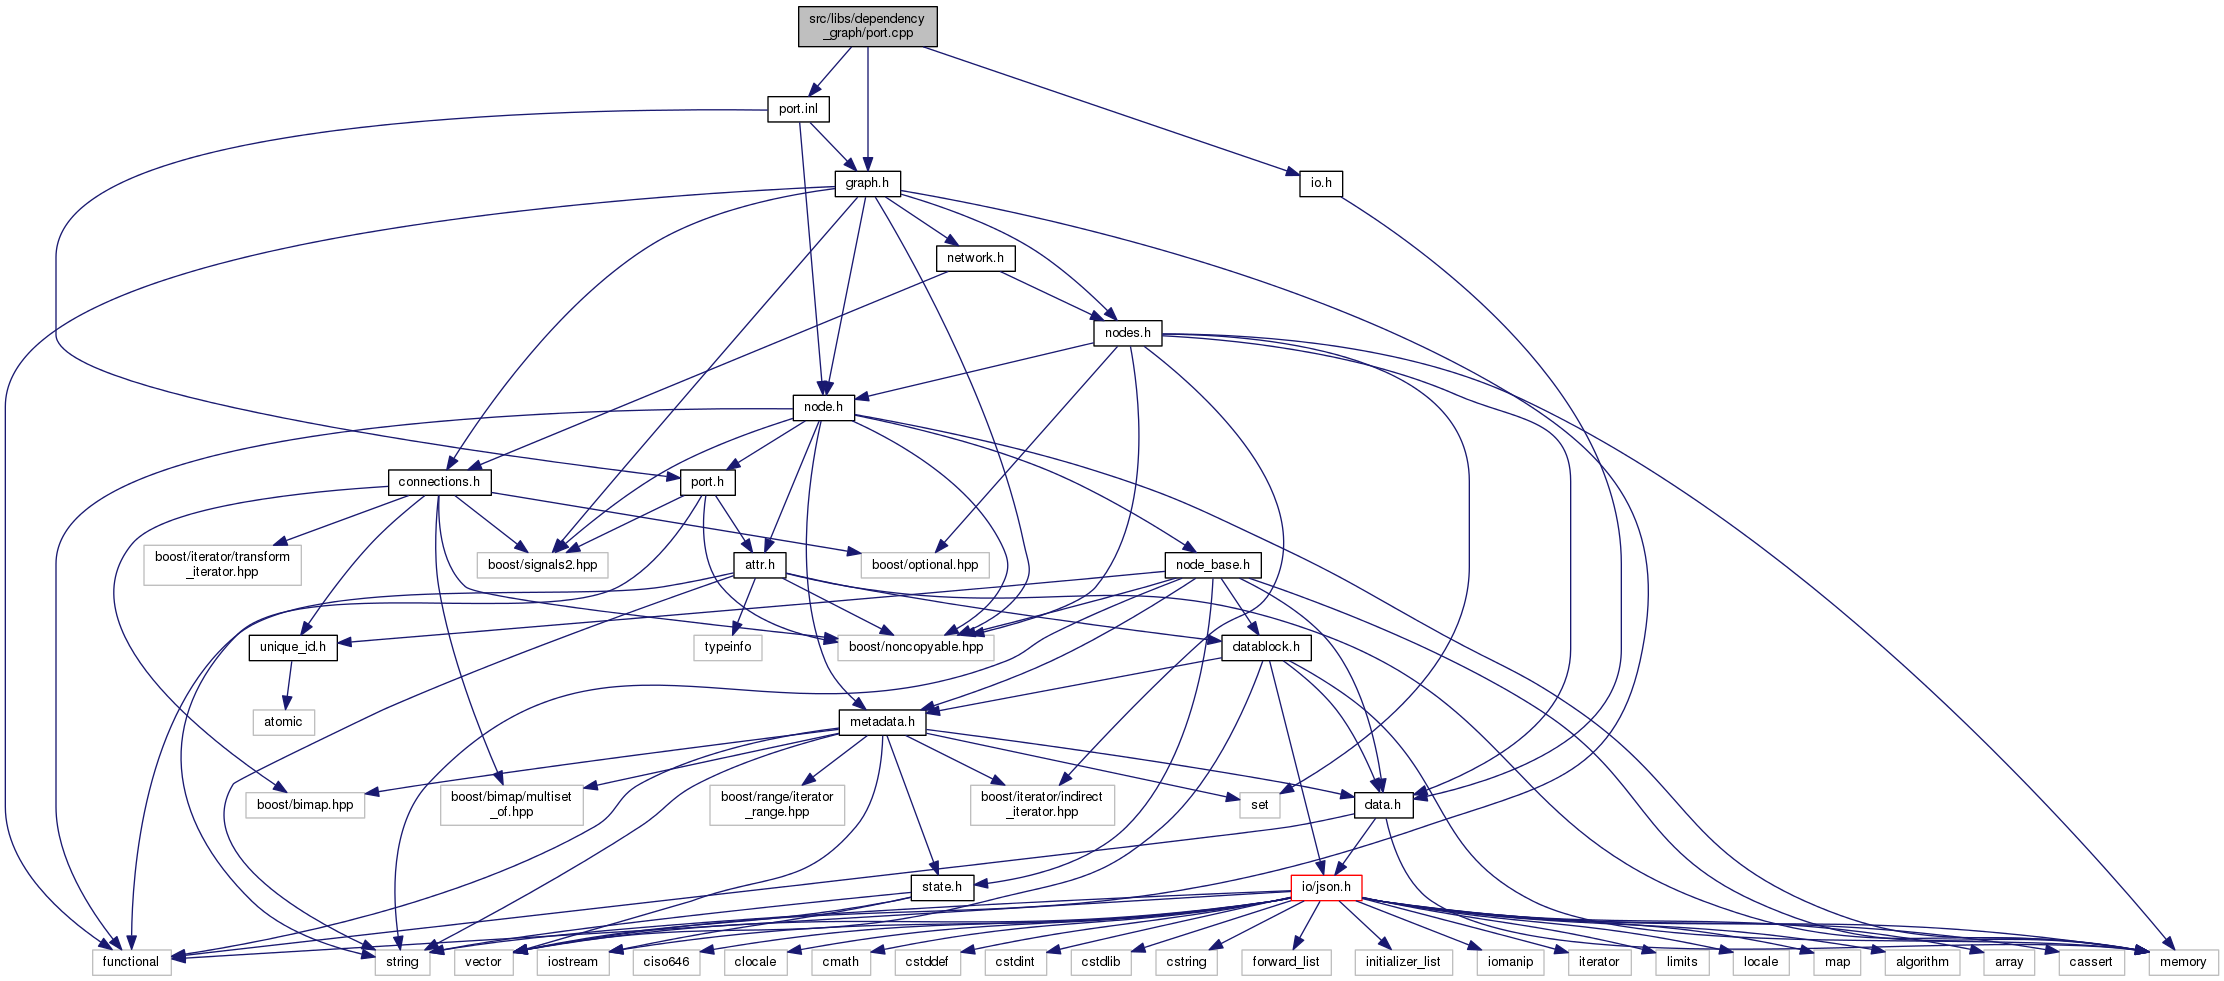 src/libs/dependency
_graph/port.cpp
port.inl
graph.h
io.h
network.h
nodes.h
node.h
connections.h
port.h
boost/iterator/transform
_iterator.hpp
boost/signals2.hpp
attr.h
boost/optional.hpp
node_base.h
unique_id.h
typeinfo
boost/noncopyable.hpp
datablock.h
atomic
metadata.h
boost/bimap.hpp
boost/bimap/multiset
_of.hpp
boost/range/iterator
_range.hpp
boost/iterator/indirect
_iterator.hpp
set
data.h
state.h
io/json.h
functional
string
vector
iostream
ciso646
clocale
cmath
cstddef
cstdint
cstdlib
cstring
forward_list
initializer_list
iomanip
iterator
limits
locale
map
algorithm
array
cassert
memory